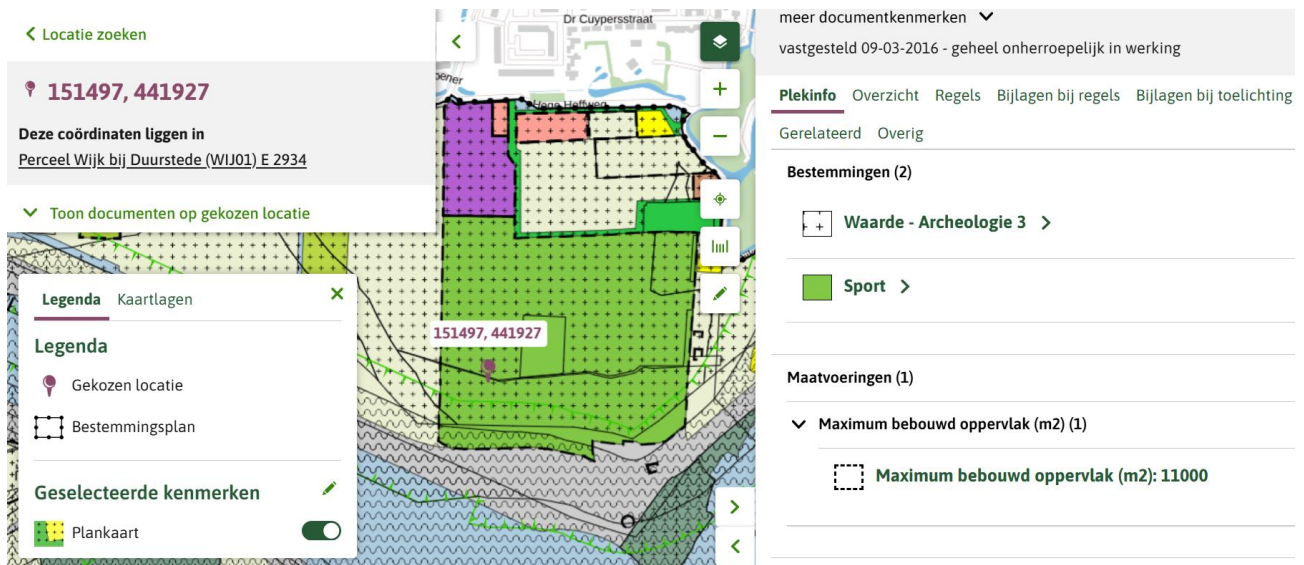 Locatie zoeken
151497, 441927
Deze coördinaten liggen in
Perceel Wijk bij Duurstede (WIJ01) E 2934
Toon documenten op gekozen locatie
Dr Cuypersstraat
151497, 441927
Legenda Kaartlagen
Legenda
Gekozen locatie
Bestemmingsplan
Geselecteerde kenmerken
Plankaart
meer documentkenmerken
vastgesteld 09-03-2016 - geheel onherroepelijk in werking
Plekinfo Overzicht Regels Bijlagen bij regels Bijlagen bij toelichting
Gerelateerd Overig
Bestemmingen (2)
Waarde - Archeologie 3
Sport
Maatvoeringen (1)
Maximum bebouwd oppervlak (m2) (1)
Maximum bebouwd oppervlak (m2): 11000